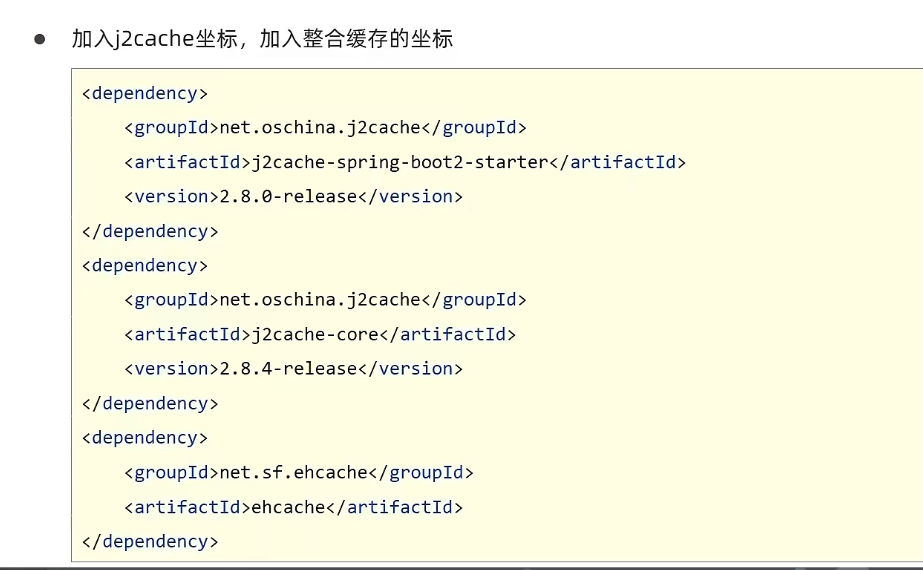 ● 加入j2cache坐标，加入整合缓存的坐标
<dependency>
    <groupId>net.oschina.j2cache</groupId>
    <artifactId>j2cache-spring-boot2-starter</artifactId>
    <version>2.8.0-release</version>
</dependency>
<dependency>
    <groupId>net.oschina.j2cache</groupId>
    <artifactId>j2cache-core</artifactId>
    <version>2.8.4-release</version>
</dependency>
<dependency>
    <groupId>net.sf.ehcache</groupId>
    <artifactId>ehcache</artifactId>
</dependency>